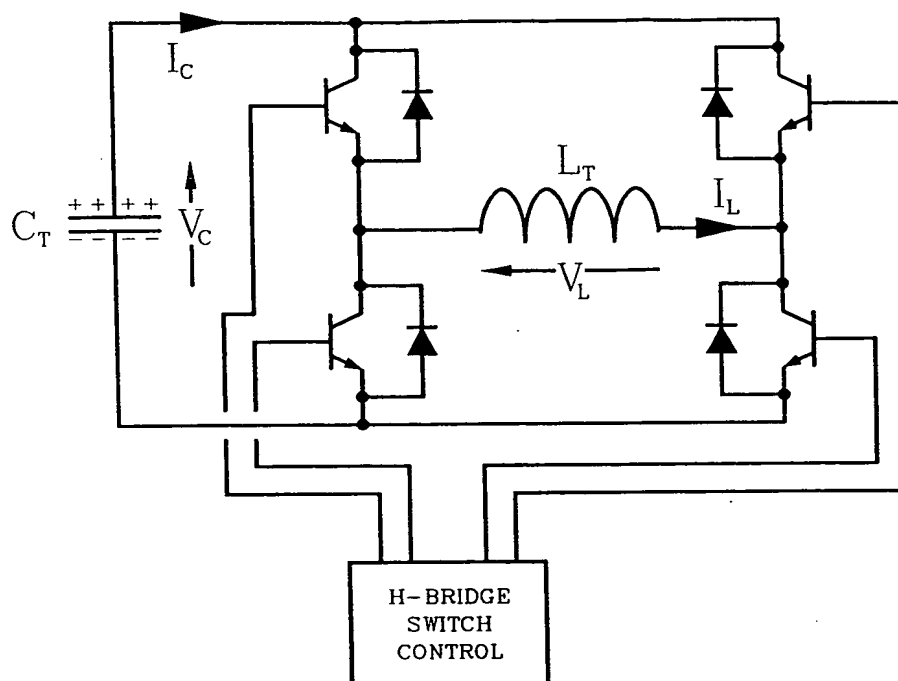 I_C
L_T
I_L
+ + + +
C_T
− − − −
V_C
V_L
H-BRIDGE
SWITCH
CONTROL